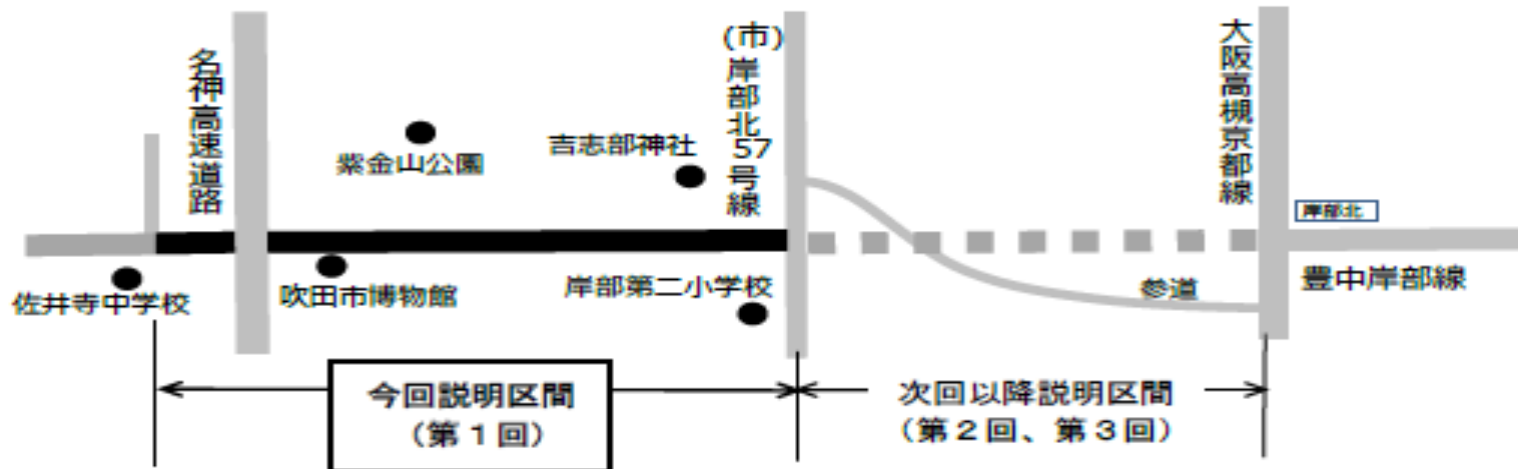 名神高速道路
紫金山公園
吉志部神社
(市)岸部北57号線
大阪高槻京都線
岸部北
佐井寺中学校
吹田市博物館
岸部第二小学校
参道
豊中岸部線
今回説明区間
(第1回)
次回以降説明区間
(第2回、第3回)